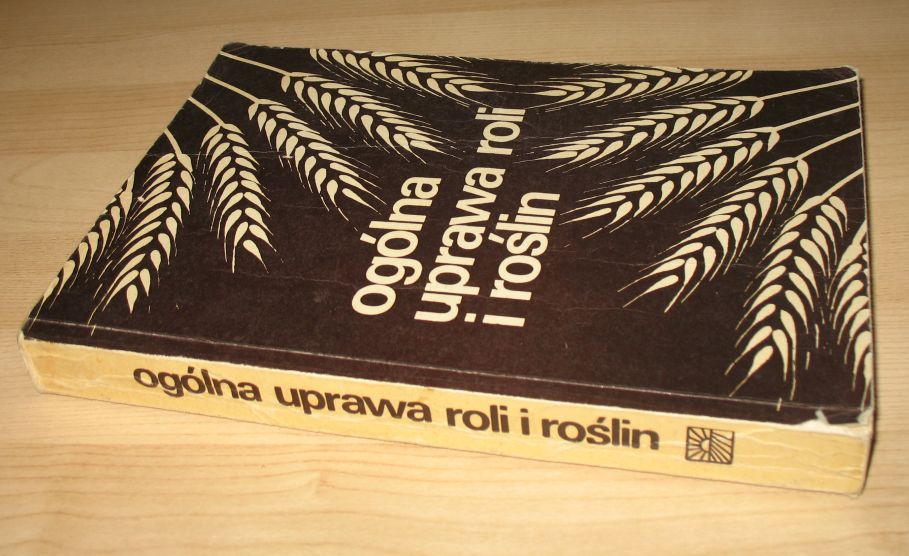 ogólna
uprawa roli
i roślin
ogólna uprawa roli i roślin